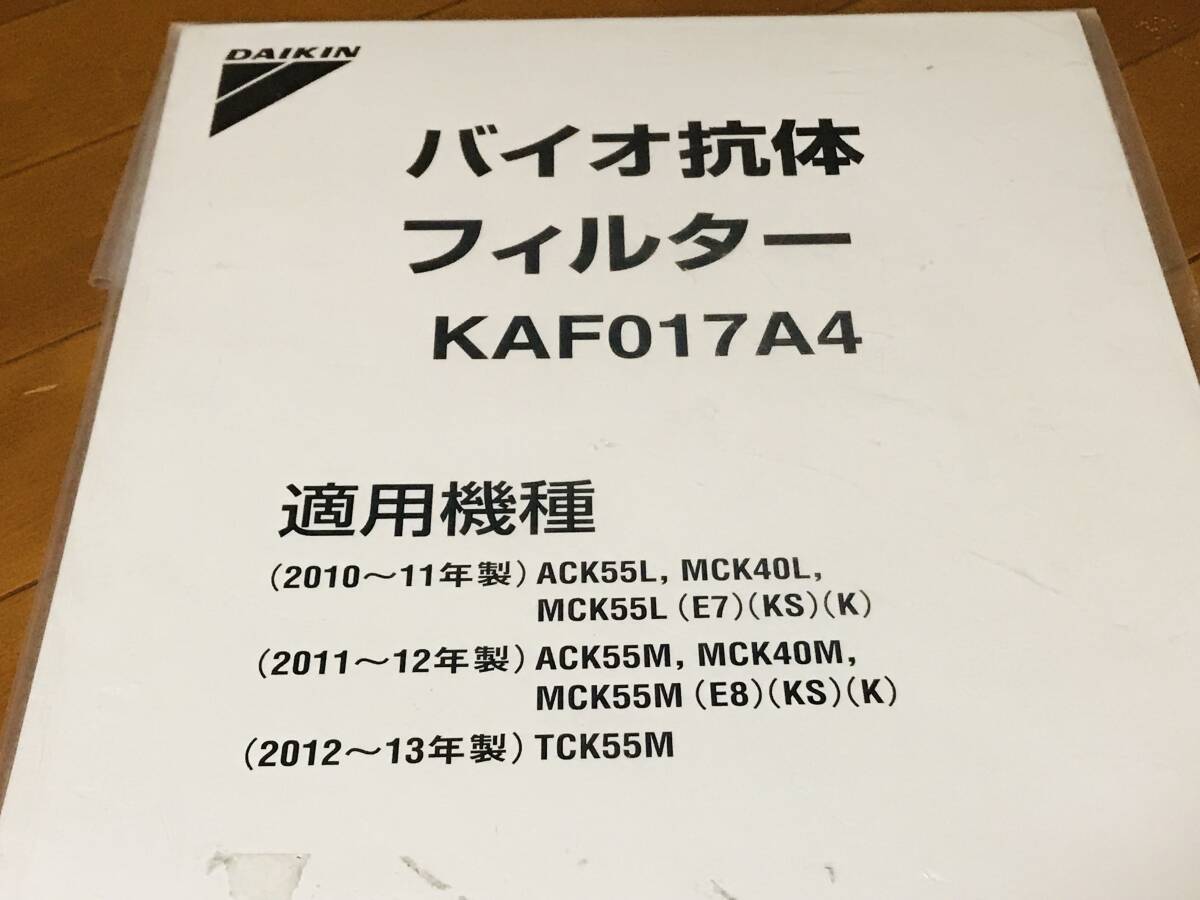 DAIKIN
バイオ抗体
フィルター
KAF017A4
適用機種
(2010～11年製) ACK55L, MCK40L,
MCK55L (E7)(KS)(K)
(2011～12年製) ACK55M, MCK40M,
MCK55M (E8)(KS)(K)
(2012～13年製) TCK55M